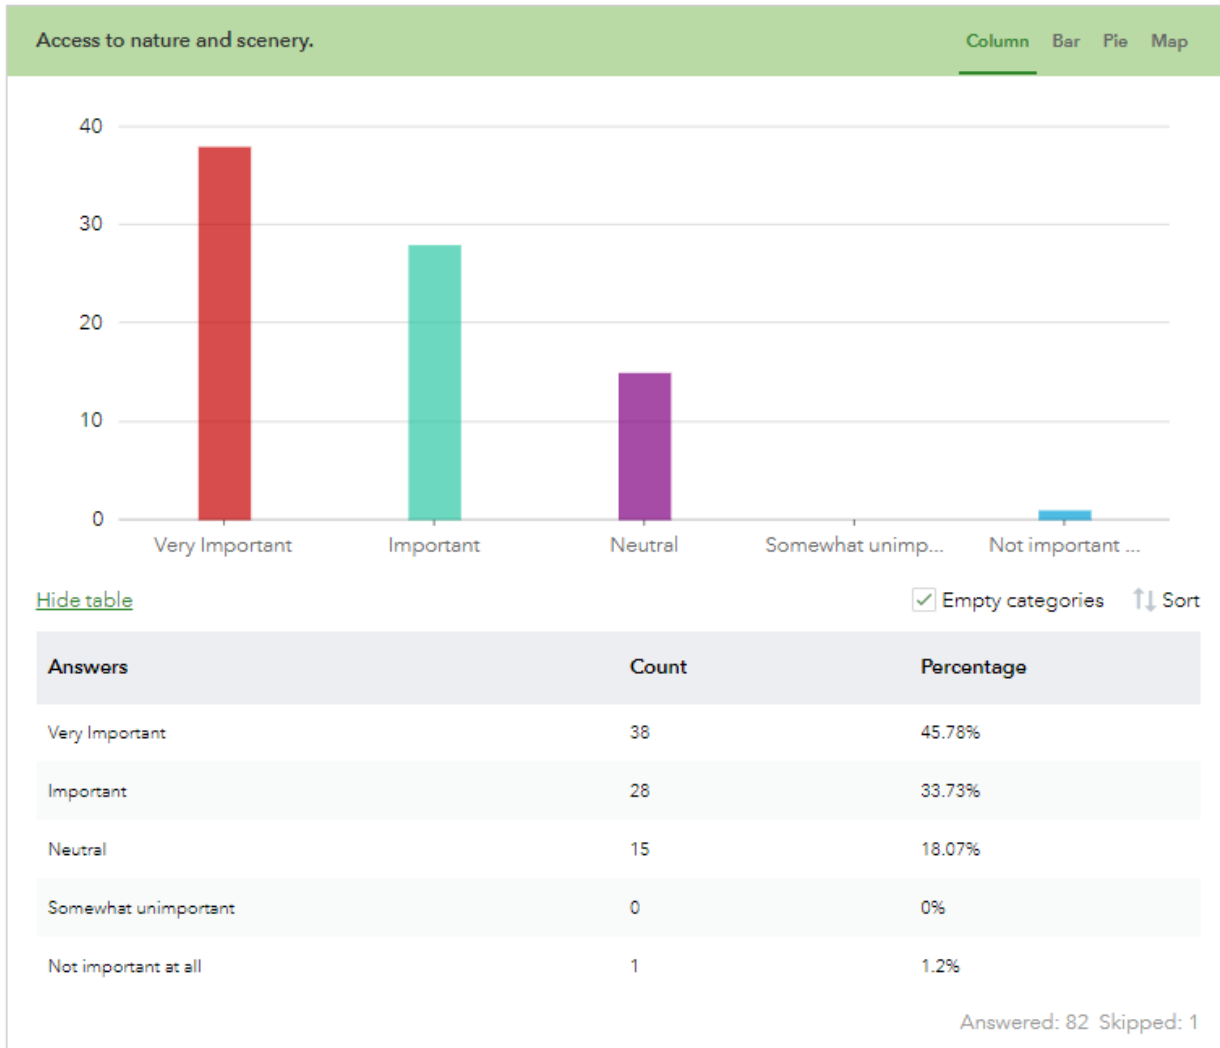 Access to nature and scenery.
Column Bar Pie Map
40
30
20
10
0
Very Important Important Neutral Somewhat unimp... Not important ...
Hide table
Empty categories Sort
Answers Count Percentage
Very Important 38 45.78%
Important 28 33.73%
Neutral 15 18.07%
Somewhat unimportant 0 0%
Not important at all 1 1.2%
Answered: 82 Skipped: 1